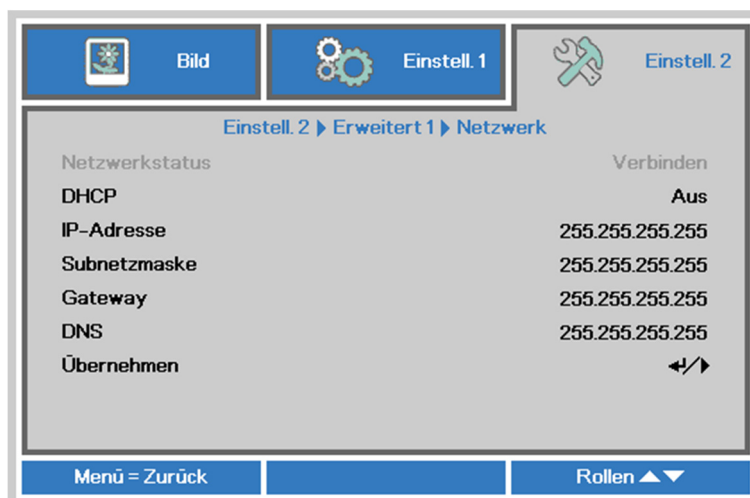 Bild
Einstell. 1
Einstell. 2
Einstell. 2 ▶ Erweitert 1 ▶ Netzwerk
Netzwerkstatus Verbinden
DHCP Aus
IP-Adresse 255.255.255.255
Subnetzmaske 255.255.255.255
Gateway 255.255.255.255
DNS 255.255.255.255
Übernehmen ↵/▶
Menü = Zurück
Rollen ▲▼